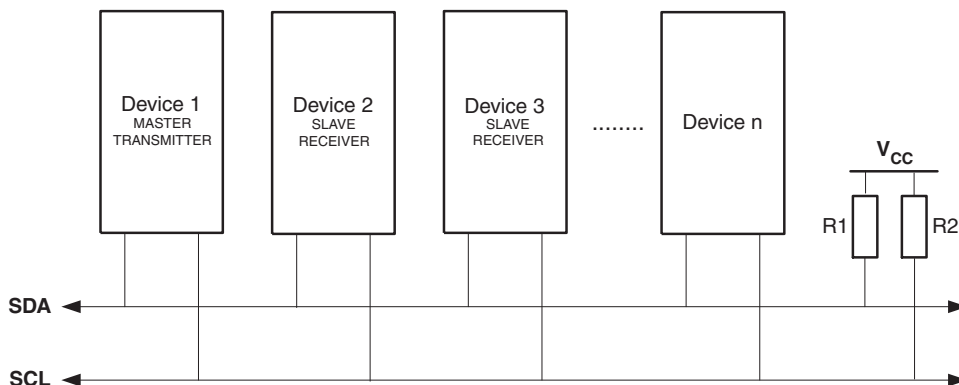 Device 1
MASTER
TRANSMITTER
Device 2
SLAVE
RECEIVER
Device 3
SLAVE
RECEIVER
........
Device n
VCC
R1
R2
SDA
SCL